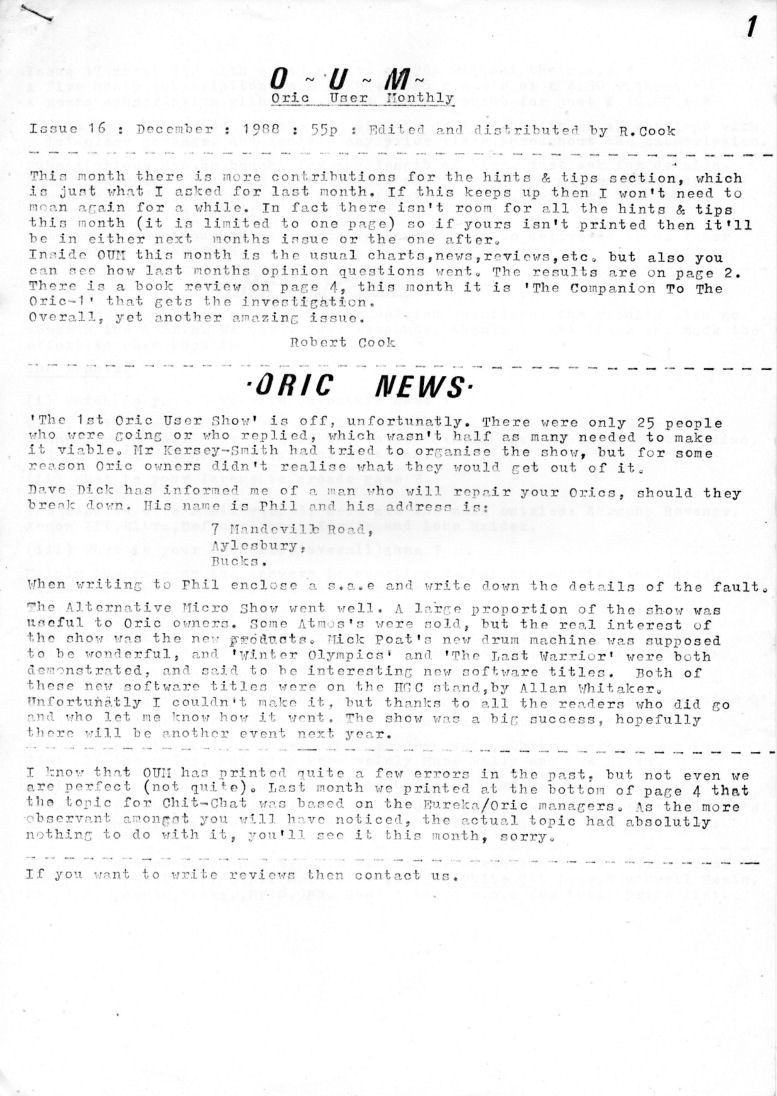 1
O ~ U ~ M ~
Oric User Monthly
Issue 16 : December : 1988 : 55p : Edited and distributed by R.Cook
This month there is more contributions for the hints & tips section, which
is just what I asked for last month. If this keeps up then I won't need to
moan again for a while. In fact there isn't room for all the hints & tips
this month (it is limited to one page) so if yours isn't printed then it'll
be in either next months issue or the one after.
Inside OUM this month is the usual charts,news,reviews,etc. but also you
can see how last months opinion questions went. The results are on page 2.
There is a book review on page 4, this month it is 'The Companion To The
Oric-1' that gets the investigation.
Overall, yet another amazing issue.
Robert Cook
·ORIC NEWS·
'The 1st Oric User Show' is off, unfortunatly. There were only 25 people
who were going or who replied, which wasn't half as many needed to make
it viable. Mr Kersey-Smith had tried to organise the show, but for some
reason Oric owners didn't realise what they would get out of it.
Dave Dick has informed me of a man who will repair your Orics, should they
break down. His name is Phil and his address is:
7 Mandeville Road,
Aylesbury,
Bucks.
When writing to Phil enclose a s.a.e and write down the details of the fault.
The Alternative Micro Show went well. A large proportion of the show was
useful to Oric owners. Some Atmos's were sold, but the real interest of
the show was the new products. Mick Poat's new drum machine was supposed
to be wonderful, and 'Winter Olympics' and 'The Last Warrior' were both
demonstrated, and said to be interesting new software titles. Both of
these new software titles were on the HGC stand,by Allan Whitaker.
Unfortunatly I couldn't make it, but thanks to all the readers who did go
and who let me know how it went. The show was a big success, hopefully
there will be another event next year.
I know that OUM has printed quite a few errors in the past, but not even we
are perfect (not quite). Last month we printed at the bottom of page 4 that
the topic for Chit-Chat was based on the Eureka/Oric managers. As the more
observant amongst you will have noticed, the actual topic had absolutly
nothing to do with it, you'll see it this month, sorry.
If you want to write reviews then contact us.